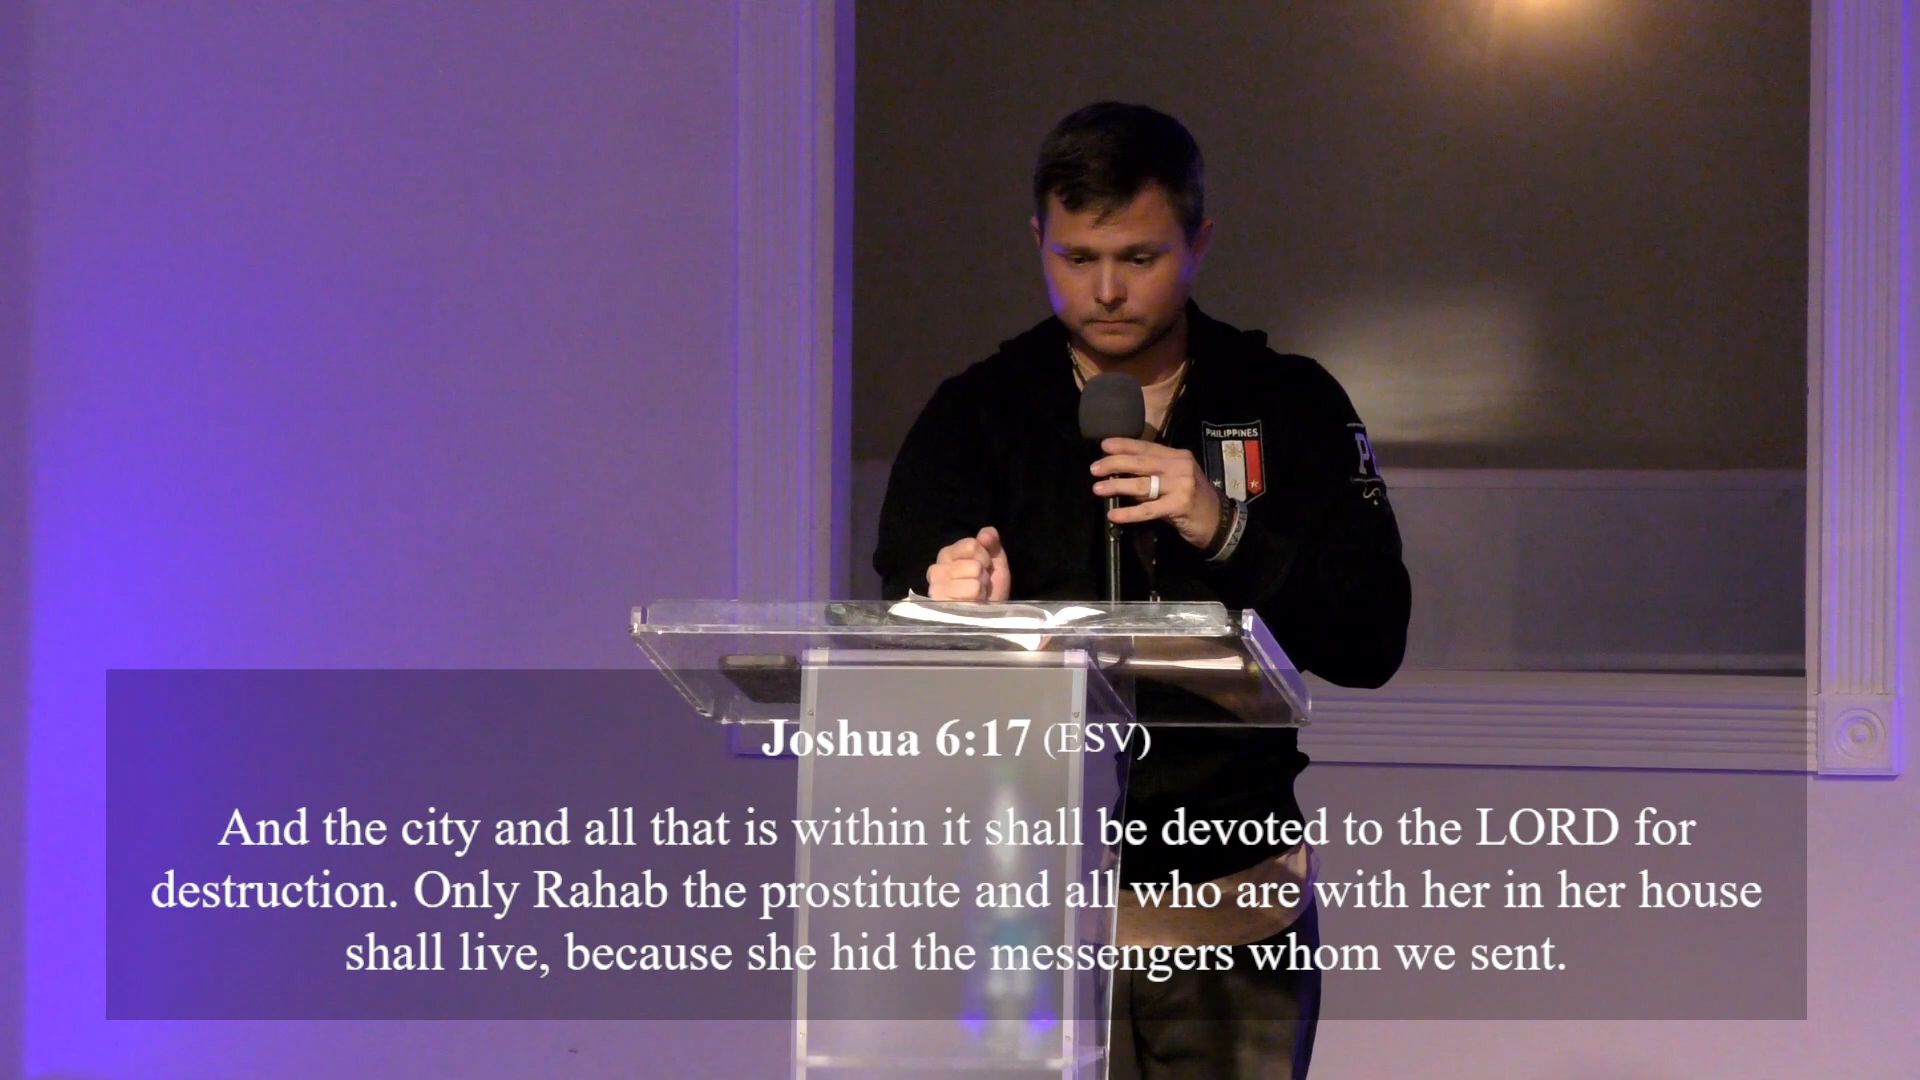 PHILIPPINES
Joshua 6:17 (ESV)
And the city and all that is within it shall be devoted to the LORD for
destruction. Only Rahab the prostitute and all who are with her in her house
shall live, because she hid the messengers whom we sent.